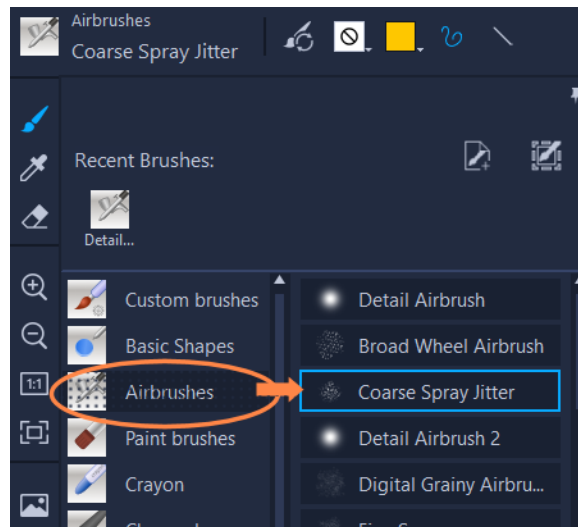 Airbrushes
Coarse Spray Jitter
Recent Brushes:
Detail...
Custom brushes
Basic Shapes
Airbrushes
Paint brushes
Crayon
Detail Airbrush
Broad Wheel Airbrush
Coarse Spray Jitter
Detail Airbrush 2
Digital Grainy Airbru...
1:1